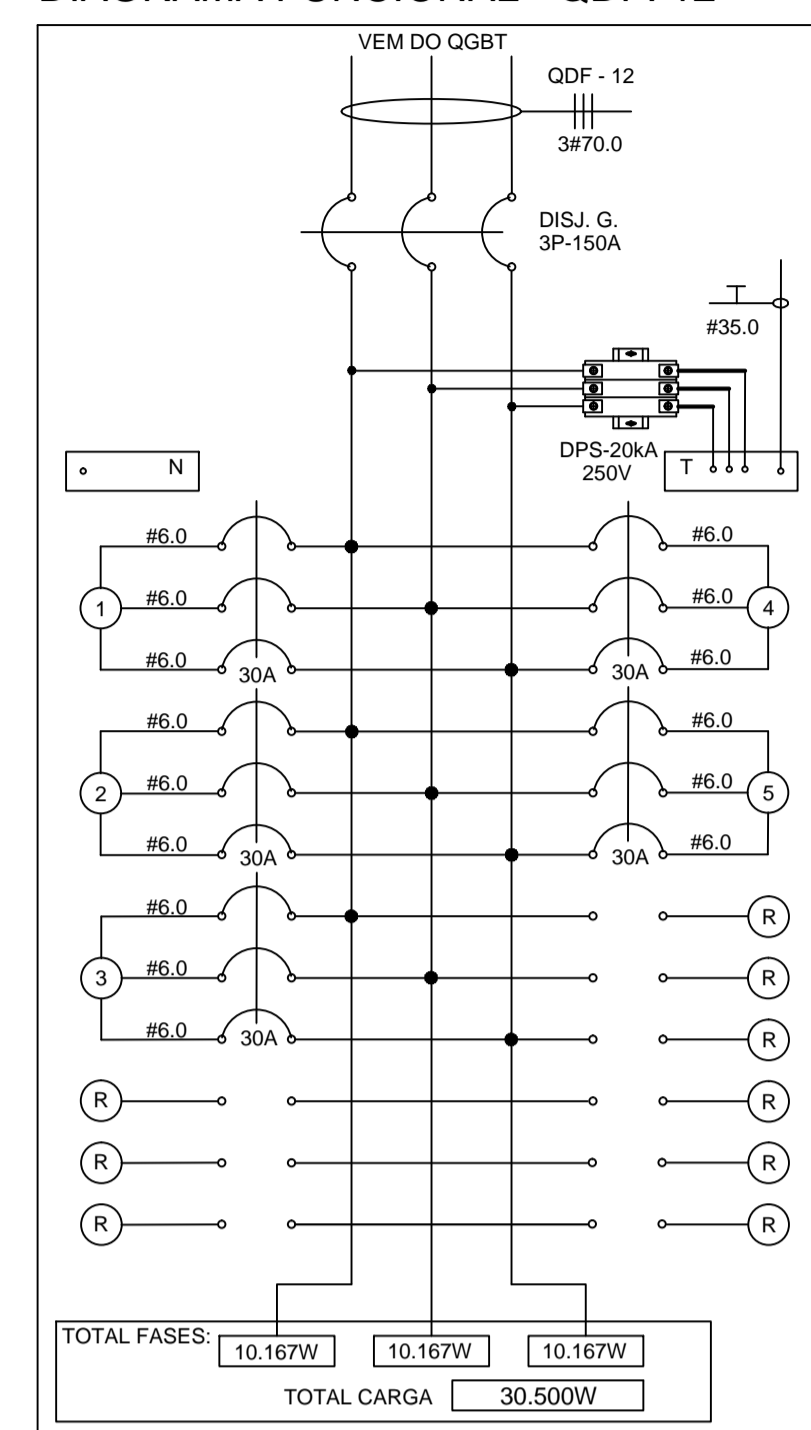 VEM DO QGBT
QDF - 12
3#70.0
DISJ. G.
3P-150A
#35.0
DPS-20kA
250V
N
T
#6.0
#6.0
1
#6.0
#6.0
4
#6.0
#6.0
30A
30A
#6.0
#6.0
2
#6.0
#6.0
5
#6.0
#6.0
30A
30A
#6.0
R
3
#6.0
R
#6.0
30A
R
R
R
R
R
R
R
TOTAL FASES:
10.167W
10.167W
10.167W
TOTAL CARGA
30.500W